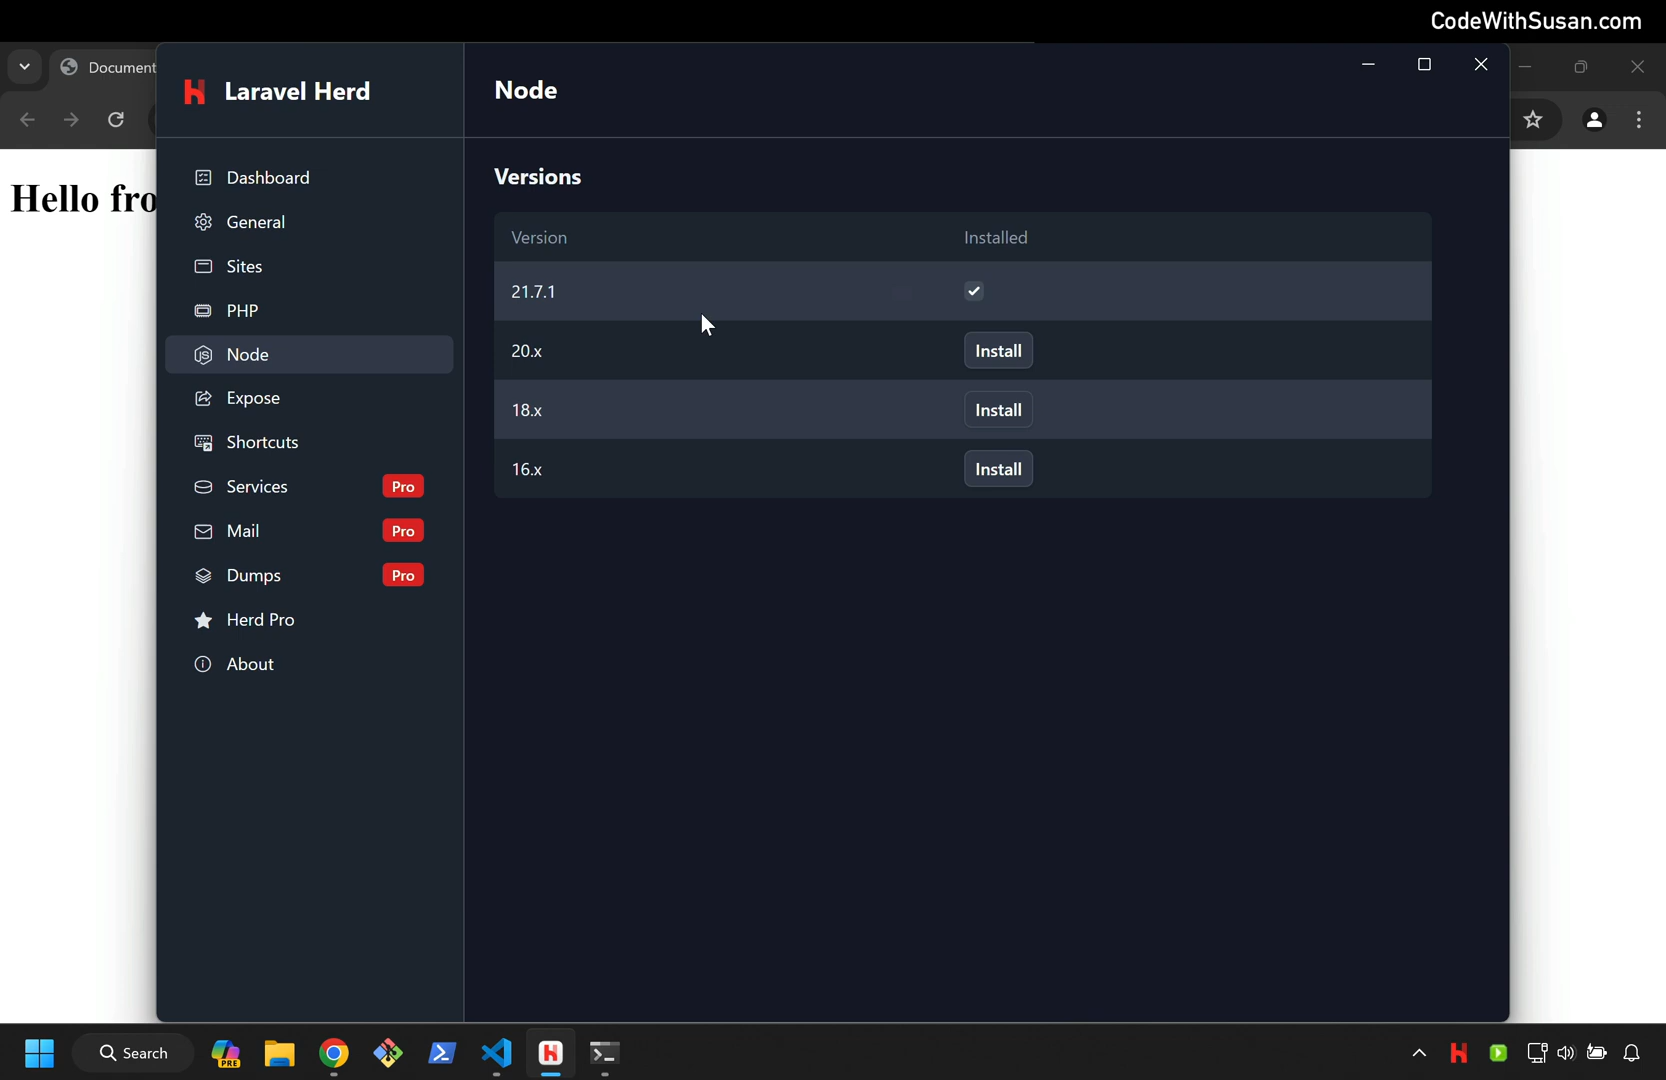 CodeWithSusan.com
Document
Laravel Herd
Node
Hello fro
Dashboard
General
Sites
PHP
Node
Expose
Shortcuts
Services Pro
Mail Pro
Dumps Pro
Herd Pro
About
Versions
Version Installed
21.7.1
20.x Install
18.x Install
16.x Install
Search
PRE